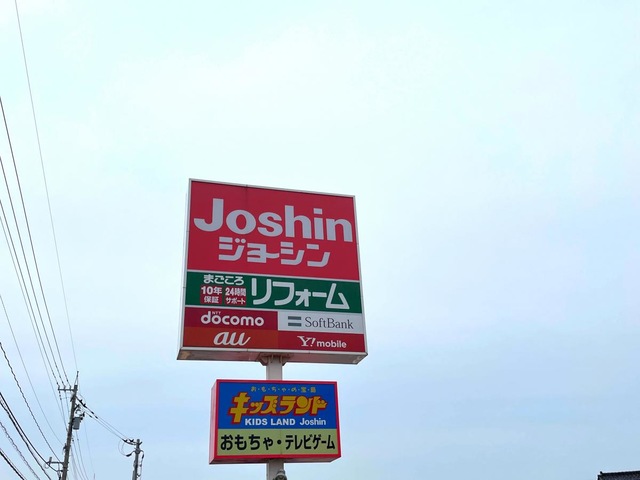 Joshin
ジョーシン
まごころ
10年保証
24時間サポート
リフォーム
NTT docomo
SoftBank
au
Y!mobile
お・も・ちゃ・の・宝・島
キッズランド
KIDS LAND Joshin
おもちゃ・テレビゲーム